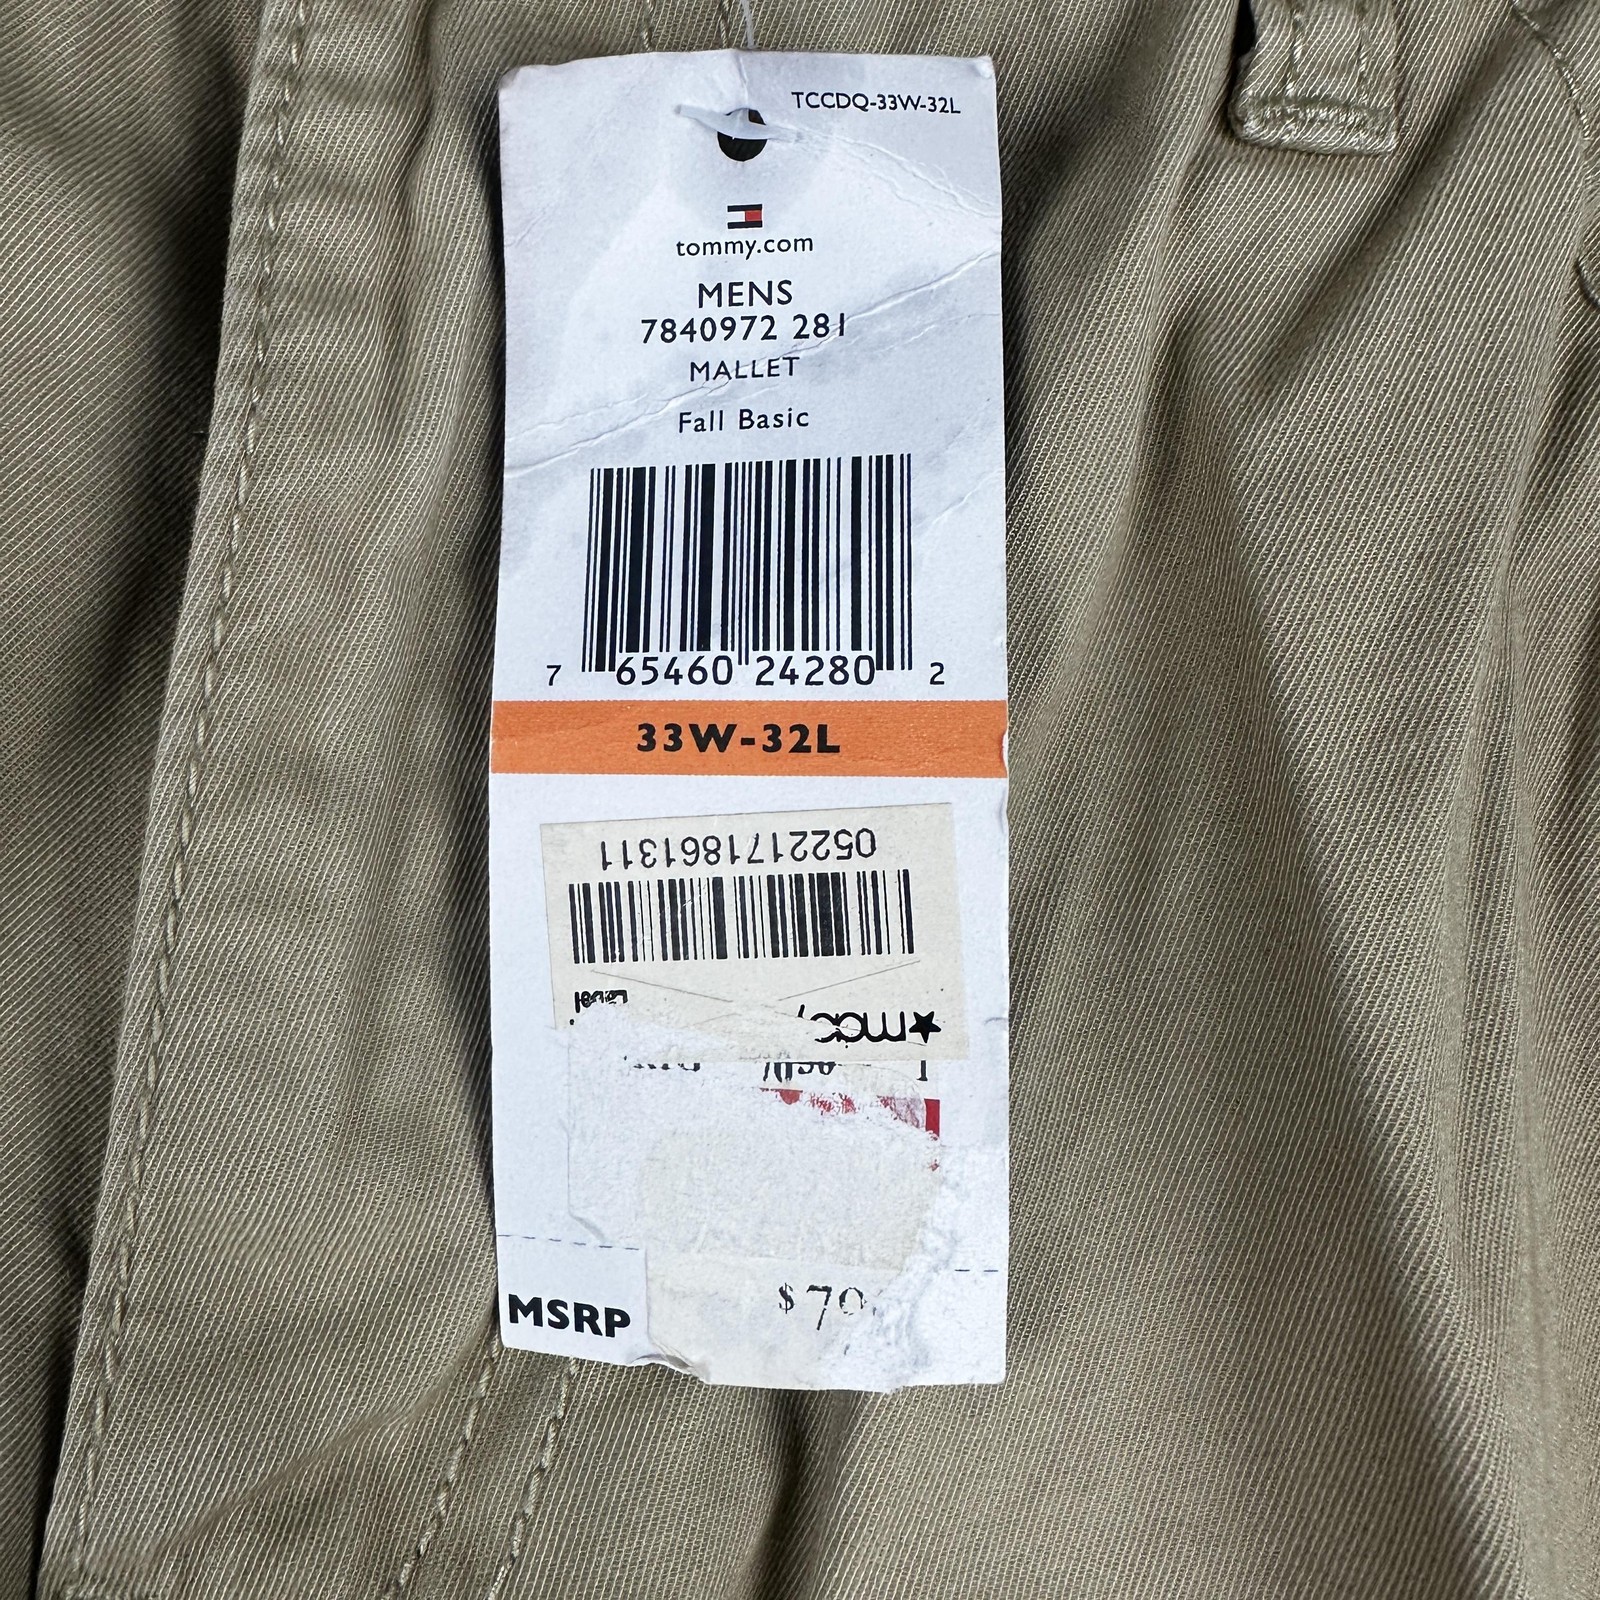 TCCDQ-33W-32L
tommy.com
MENS
7840972 281
MALLET
Fall Basic
7 65460 24280 2
33W-32L
0522171861311
MSRP
$70